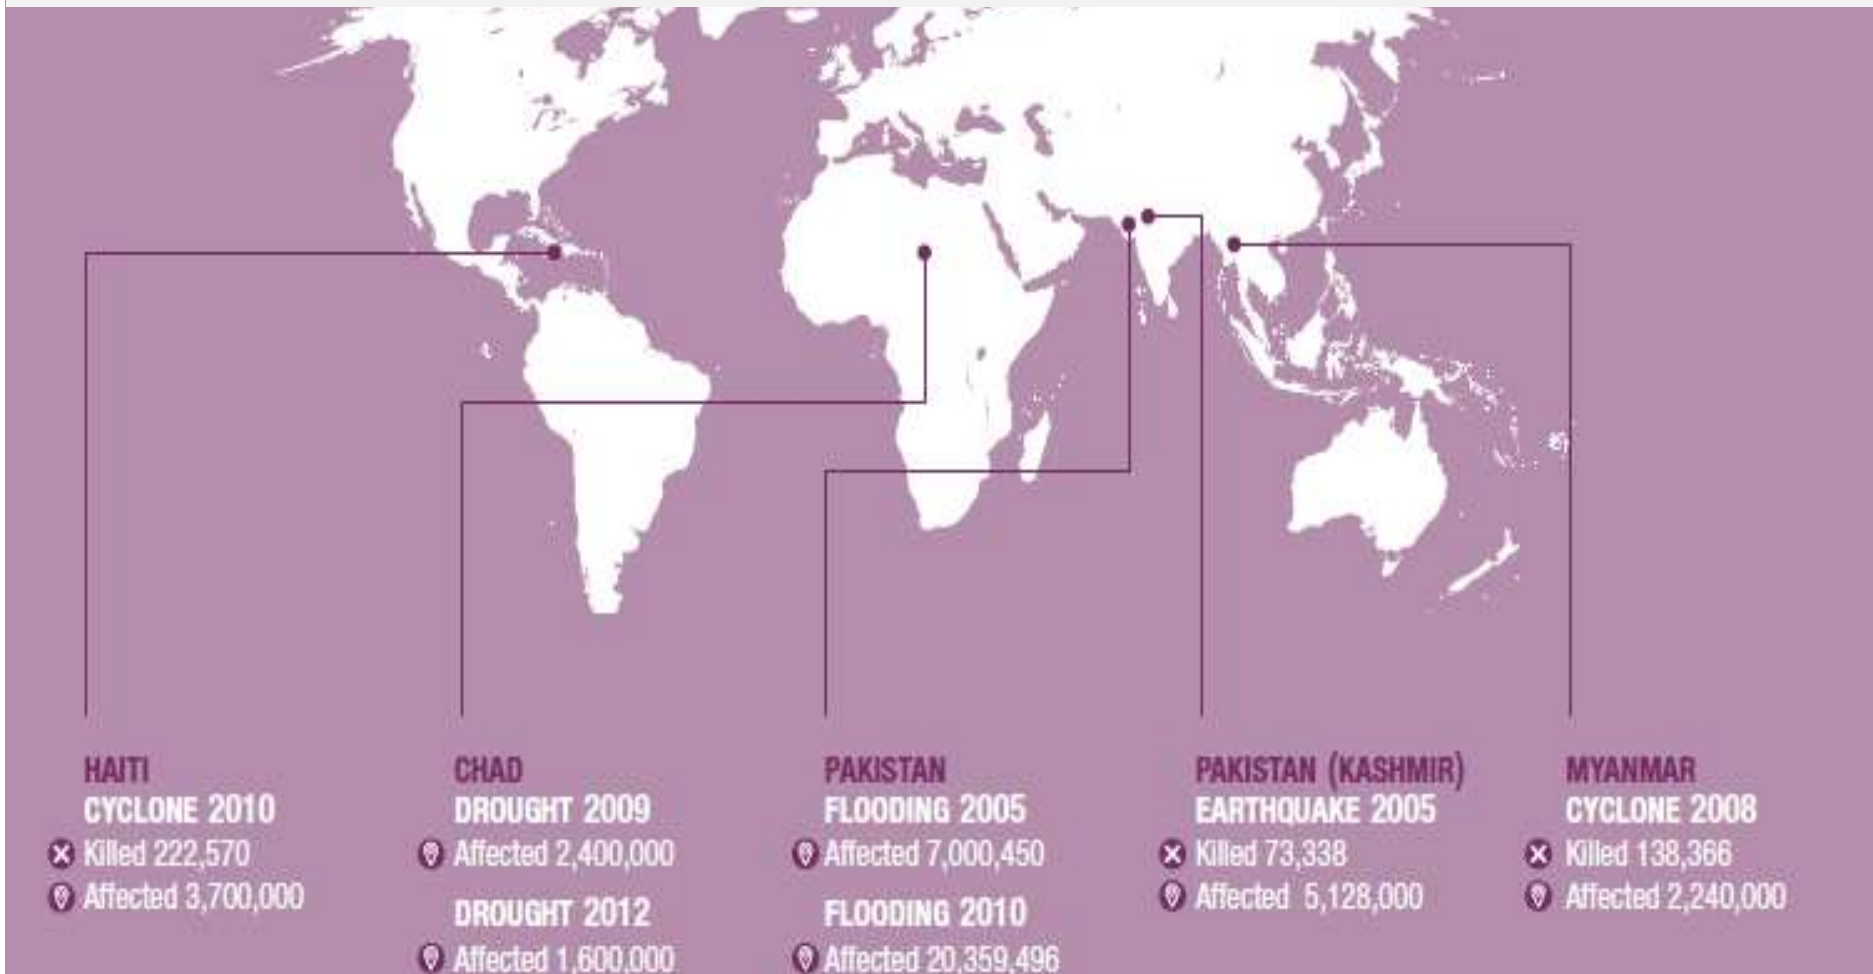 HAITI
CYCLONE 2010
Killed 222,570
Affected 3,700,000
CHAD
DROUGHT 2009
Affected 2,400,000
DROUGHT 2012
Affected 1,600,000
PAKISTAN
FLOODING 2005
Affected 7,000,450
FLOODING 2010
Affected 20,359,496
PAKISTAN (KASHMIR)
EARTHQUAKE 2005
Killed 73,338
Affected 5,128,000
MYANMAR
CYCLONE 2008
Killed 138,366
Affected 2,240,000